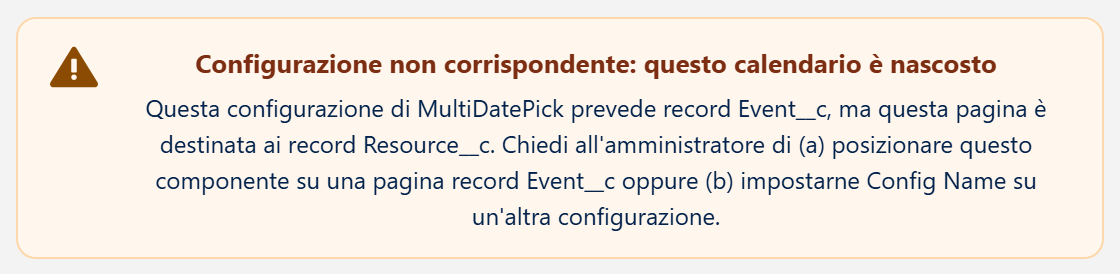 Configurazione non corrispondente: questo calendario è nascosto
Questa configurazione di MultiDatePick prevede record Event__c, ma questa pagina è
destinata ai record Resource__c. Chiedi all'amministratore di (a) posizionare questo
componente su una pagina record Event__c oppure (b) impostarne Config Name su
un'altra configurazione.